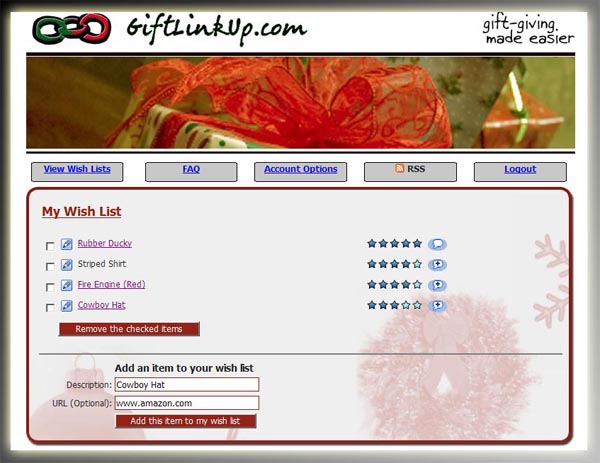 GiftLinkUp.com
gift-giving.
made easier
View Wish Lists
FAQ
Account Options
RSS
Logout
My Wish List
Rubber Ducky
Striped Shirt
Fire Engine (Red)
Cowboy Hat
Remove the checked items
Add an item to your wish list
Description: Cowboy Hat
URL (Optional): www.amazon.com
Add this item to my wish list